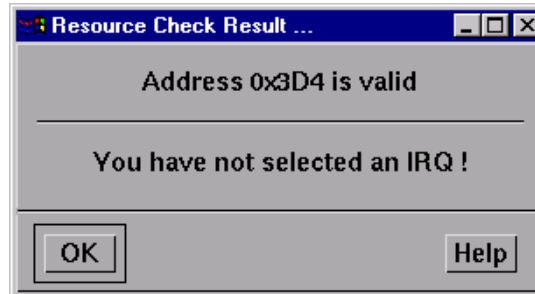 Resource Check Result ...
Address 0x3D4 is valid
You have not selected an IRQ !
OK
Help